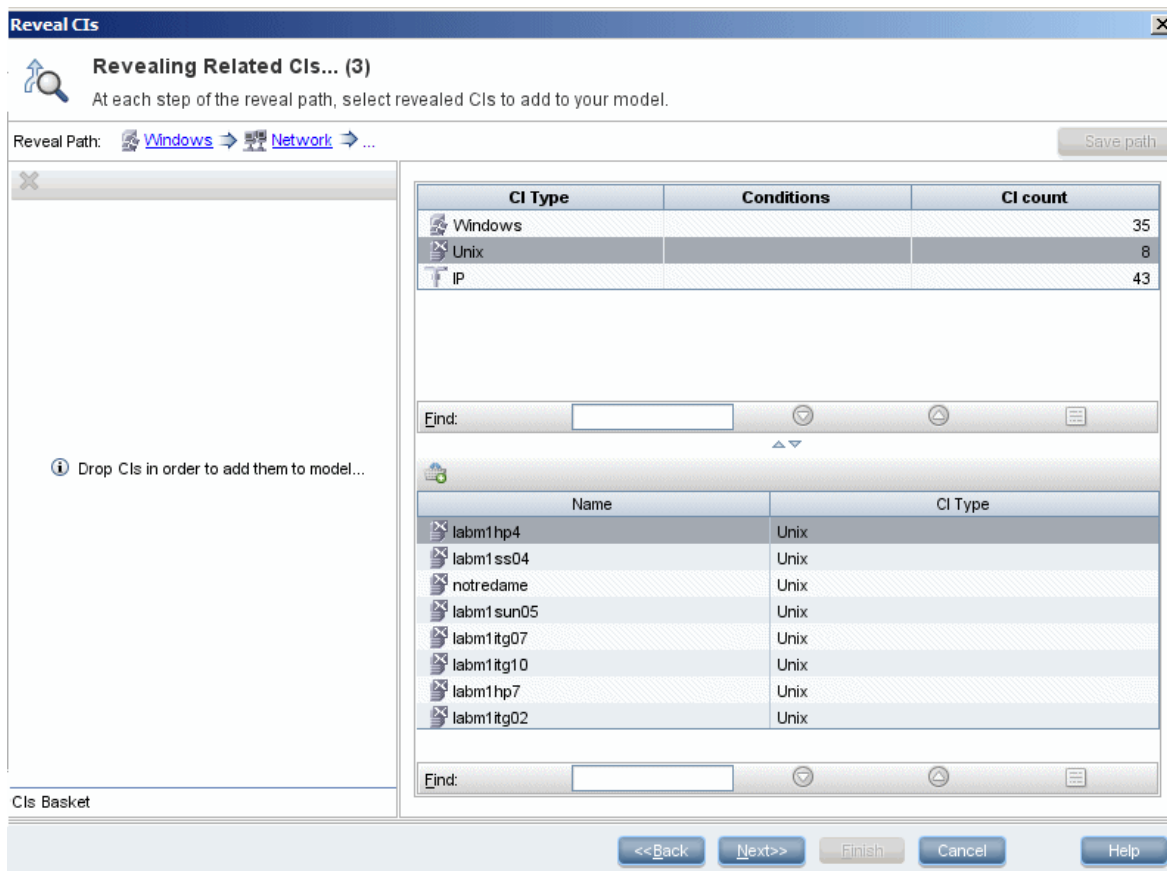 Reveal CIs
Revealing Related CIs... (3)
At each step of the reveal path, select revealed CIs to add to your model.
Reveal Path: Windows Network ...
Save path
CI Type Conditions CI count
Windows 35
Unix 8
IP 43
Find:
Drop CIs in order to add them to model...
Name CI Type
labm1hp4 Unix
labm1ss04 Unix
notredame Unix
labm1sun05 Unix
labm1itg07 Unix
labm1itg10 Unix
labm1hp7 Unix
labm1itg02 Unix
Find:
CIs Basket
<<Back Next>> Finish Cancel Help